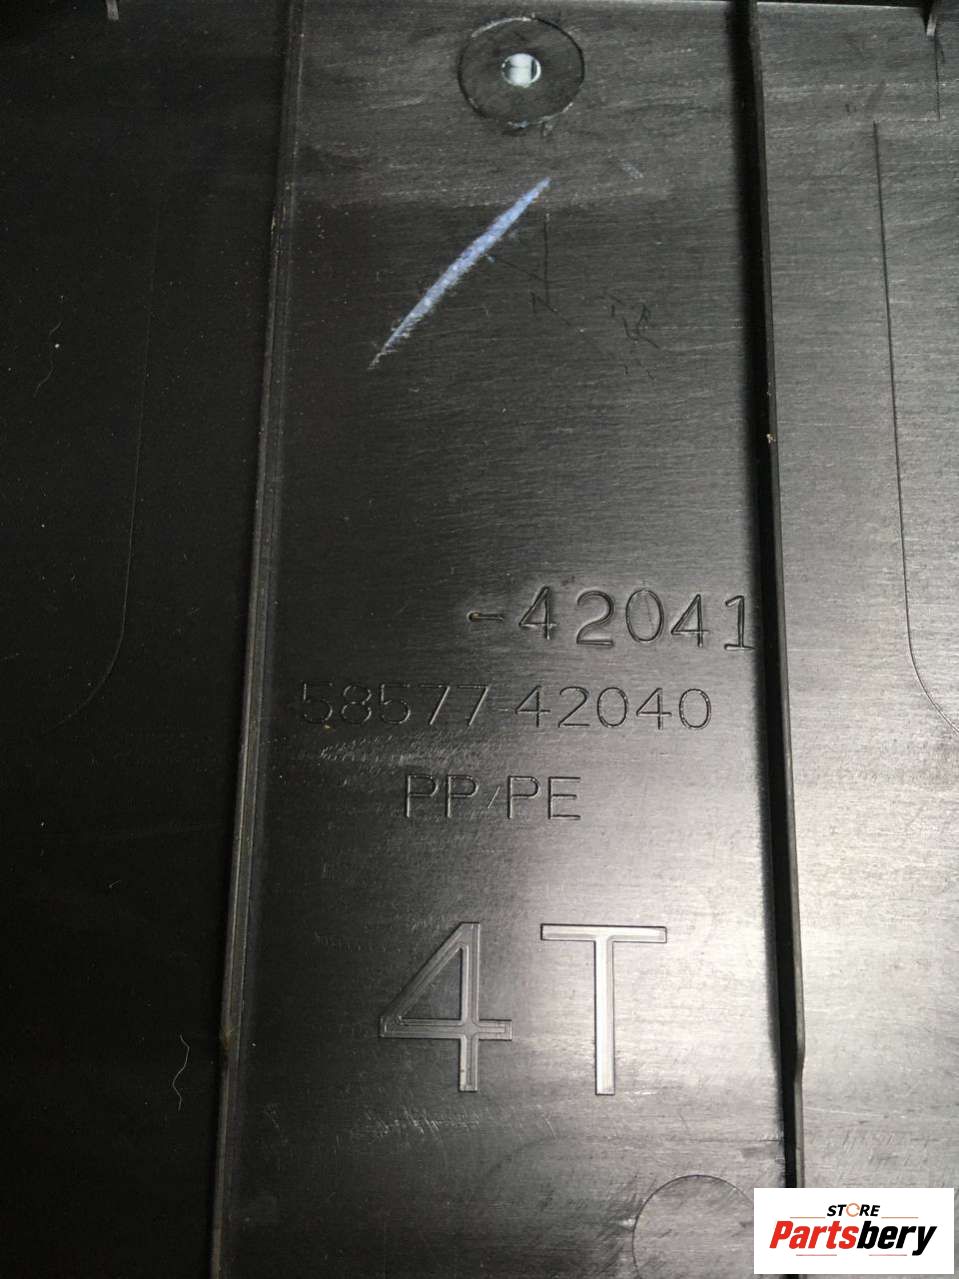 -42041
58577-42040
PP/PE
4T
STORE
Partsbery